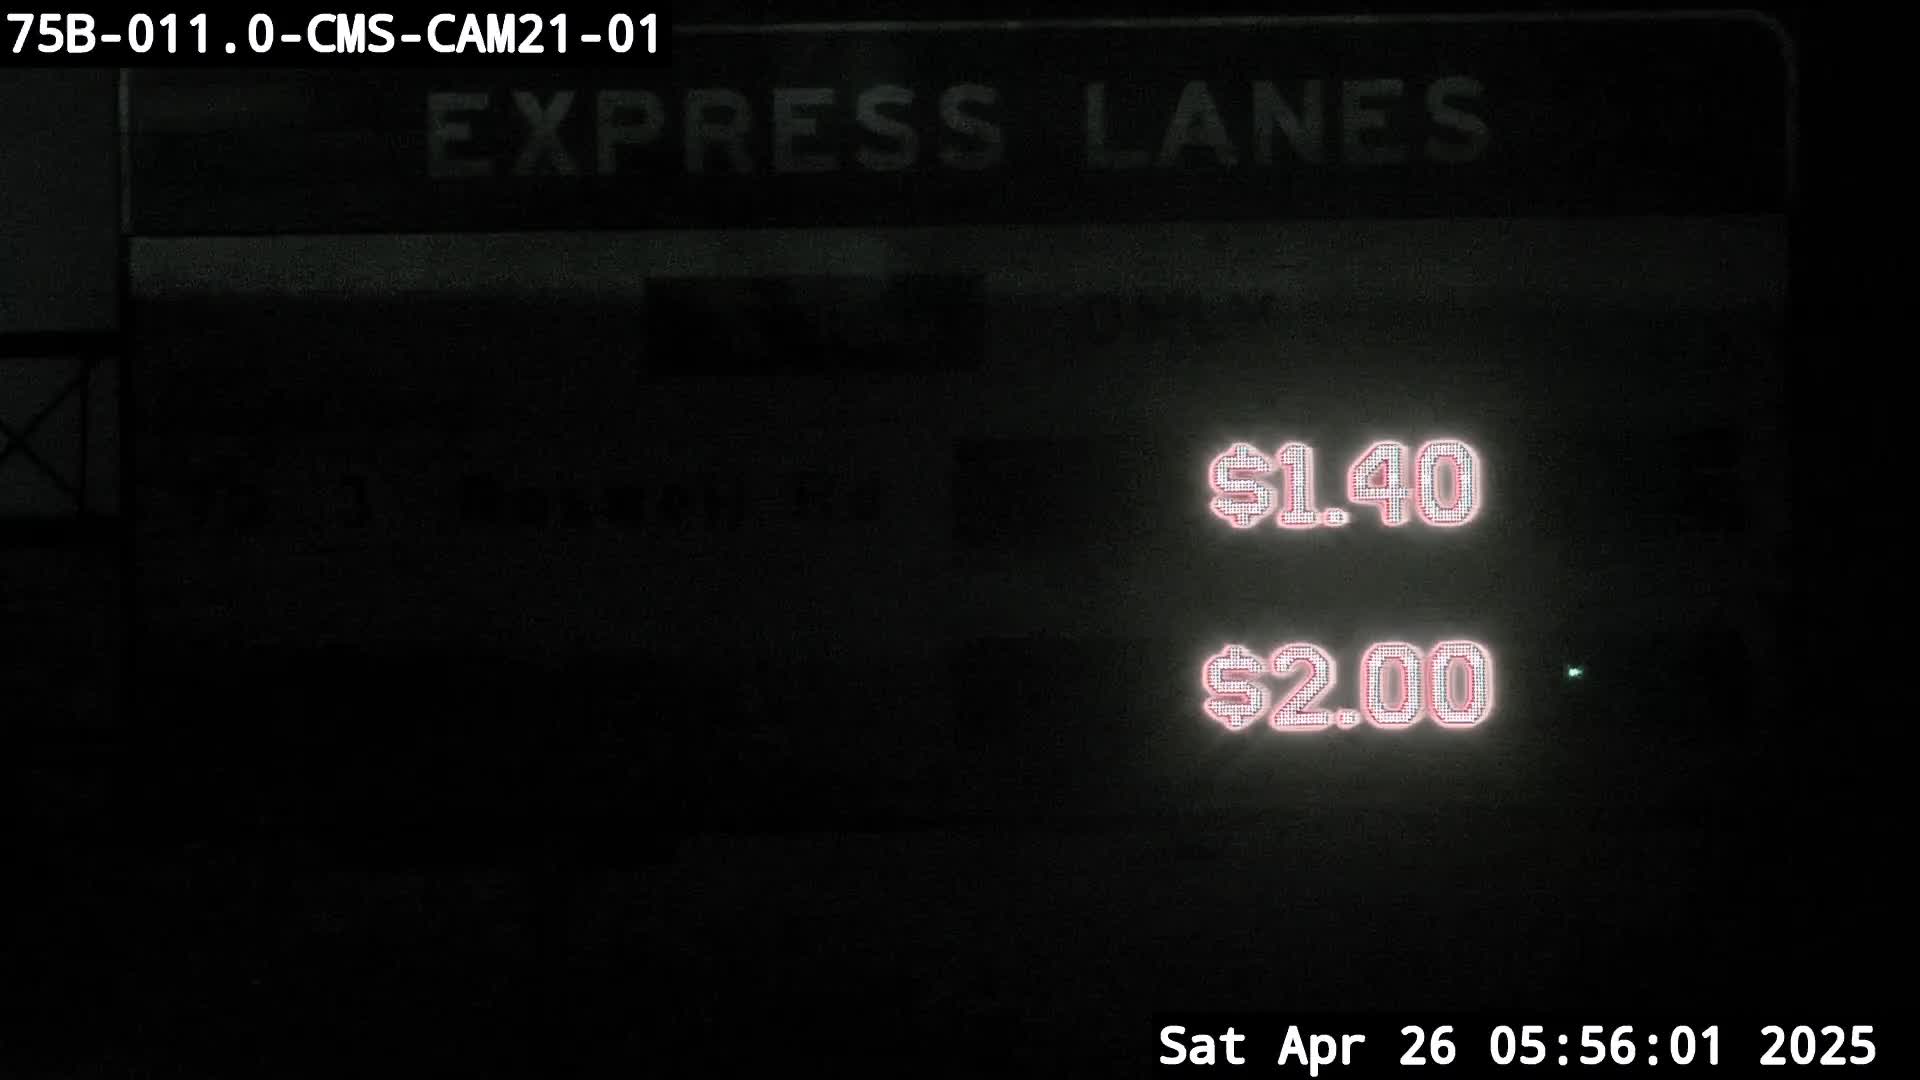 75B-011.0-CMS-CAM21-01
EXPRESS LANES
$1.40
$2.00
Sat Apr 26 05:56:01 2025